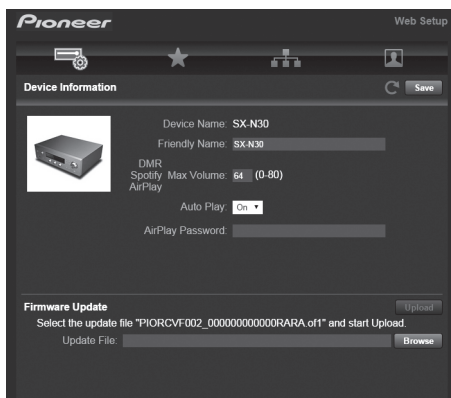 Pioneer Web Setup
Device Information Save
Device Name: SX-N30
Friendly Name: SX-N30
DMR
Spotify Max Volume: 64 (0-80)
AirPlay
Auto Play: On
AirPlay Password:
Firmware Update Upload
Select the update file "PIORCVF002_000000000000RARA.of1" and start Upload.
Update File: Browse